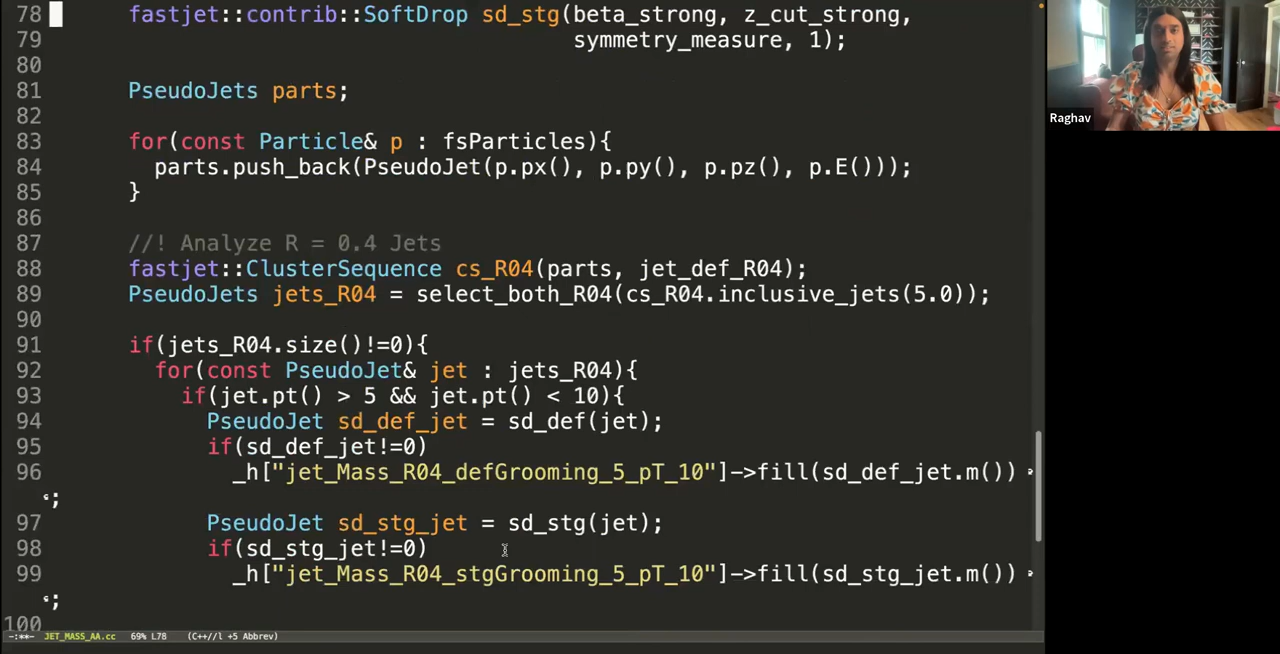 78 fastjet::contrib::SoftDrop sd_stg(beta_strong, z_cut_strong,
79 symmetry_measure, 1);
80
81 PseudoJets parts;
82
83 for(const Particle& p : fsParticles){
84 parts.push_back(PseudoJet(p.px(), p.py(), p.pz(), p.E()));
85 }
86
87 //! Analyze R = 0.4 Jets
88 fastjet::ClusterSequence cs_R04(parts, jet_def_R04);
89 PseudoJets jets_R04 = select_both_R04(cs_R04.inclusive_jets(5.0));
90
91 if(jets_R04.size()!=0){
92 for(const PseudoJet& jet : jets_R04){
93 if(jet.pt() > 5 && jet.pt() < 10){
94 PseudoJet sd_def_jet = sd_def(jet);
95 if(sd_def_jet!=0)
96 _h["jet_Mass_R04_defGrooming_5_pT_10"]->fill(sd_def_jet.m())
;
97 PseudoJet sd_stg_jet = sd_stg(jet);
98 if(sd_stg_jet!=0)
99 _h["jet_Mass_R04_stgGrooming_5_pT_10"]->fill(sd_stg_jet.m())
;
100
-:**- JET_MASS_AA.cc 69% L78 (C++//l +5 Abbrev)
Raghav